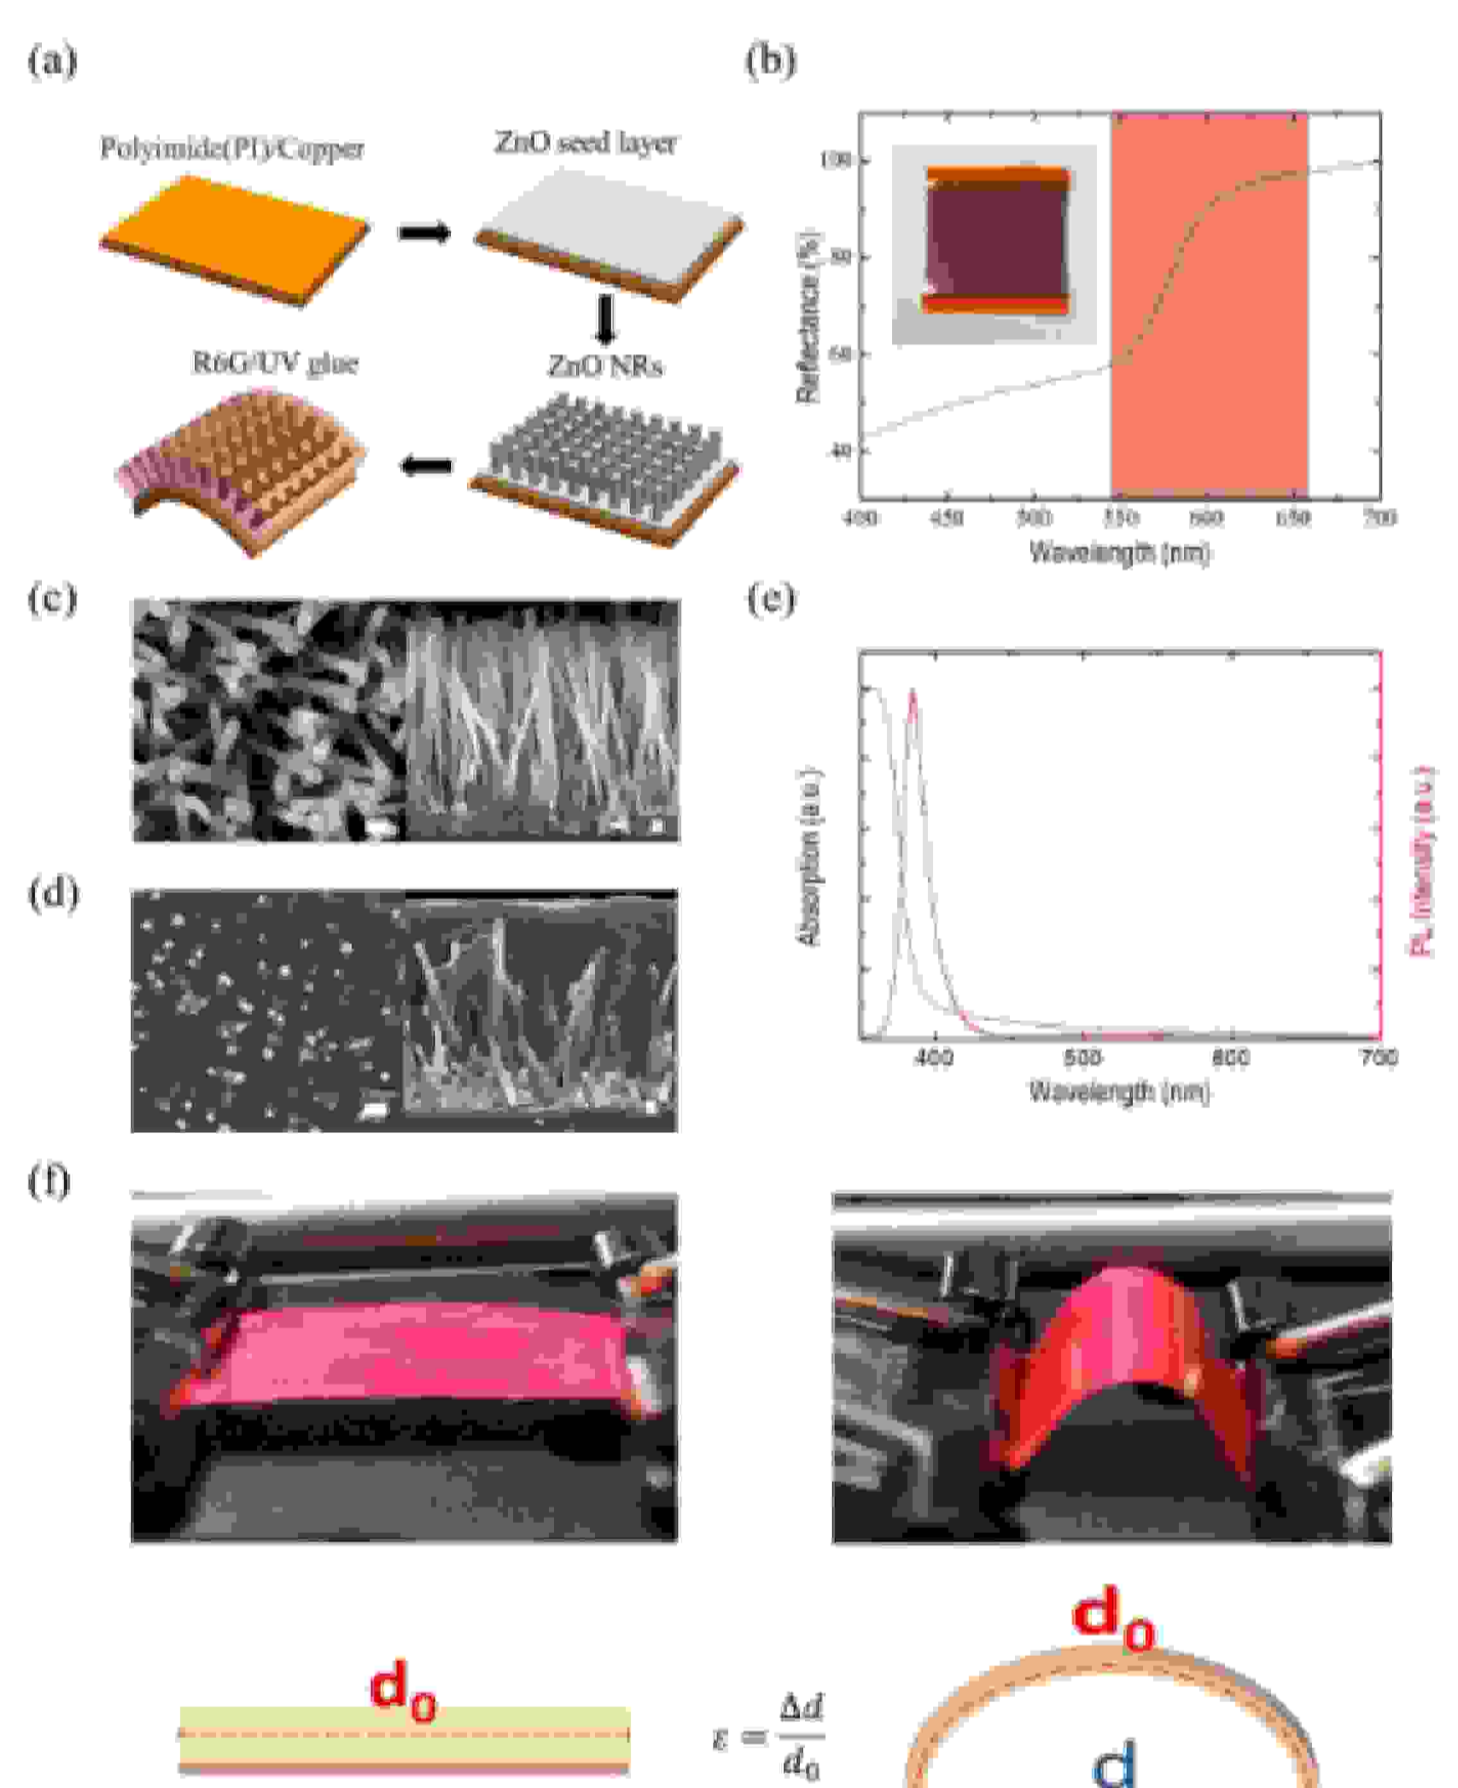 (a)
Polyimide(PI)/Copper
ZnO seed layer
R6G/UV glue
ZnO NRs
(b)
100
80
60
40
Reflectance (%)
400 450 500 550 600 650 700
Wavelength (nm)
(c)
(d)
(e)
Absorption (a.u.)
PL Intensity (a.u.)
400 500 600 700
Wavelength (nm)
(f)
d0
ε = Δd/d0
d0
d